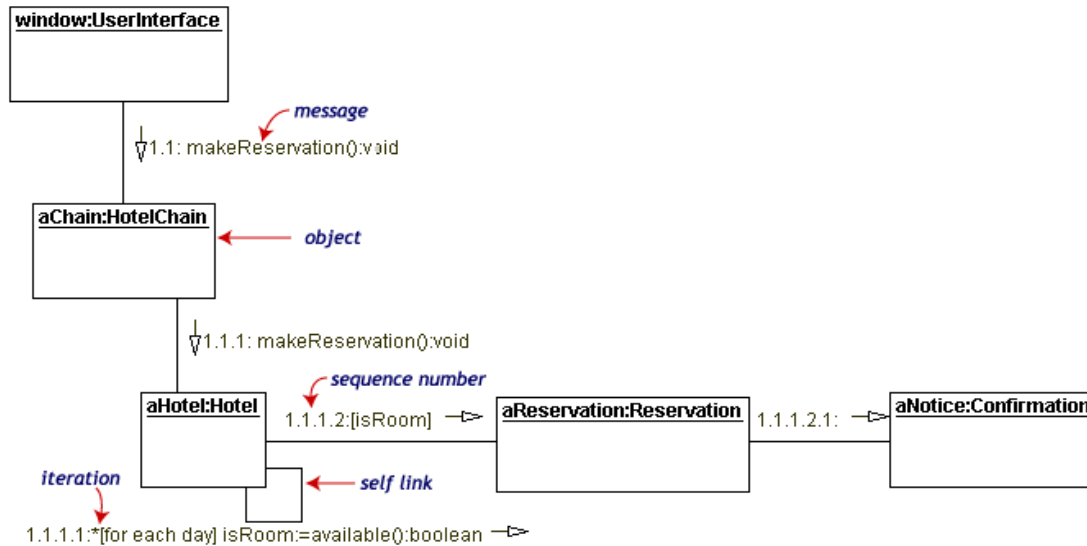 window:UserInterface
message
1.1: makeReservation():void
aChain:HotelChain
object
1.1.1: makeReservation():void
sequence number
aHotel:Hotel
1.1.1.2:[isRoom]
aReservation:Reservation
1.1.1.2.1:
aNotice:Confirmation
iteration
self link
1.1.1.1:*[for each day] isRoom:=available():boolean